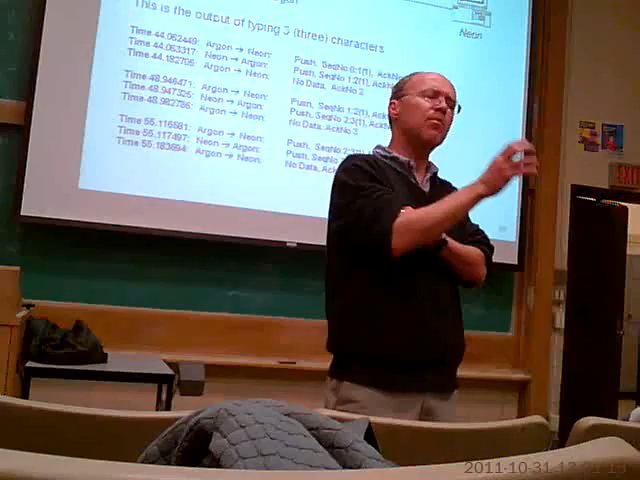 Neon
This is the output of typing 3 (three) characters
Time 44.062449: Argon → Neon: Push, SeqNo 0:1(1), AckNo
Time 44.063317: Neon → Argon: Push, SeqNo 1:2(1), AckNo
Time 44.182705: Argon → Neon: No Data, AckNo 2
Time 48.946471: Argon → Neon: Push, SeqNo 1:2(1), AckNo
Time 48.947326: Neon → Argon: Push, SeqNo 2:3(1), AckNo
Time 48.982786: Argon → Neon: No Data, AckNo 3
Time 55.116581: Argon → Neon: Push, SeqNo
Time 55.117497: Neon → Argon: Push, SeqNo
Time 55.183694: Argon → Neon: No Data,
EXIT
2011-10-31